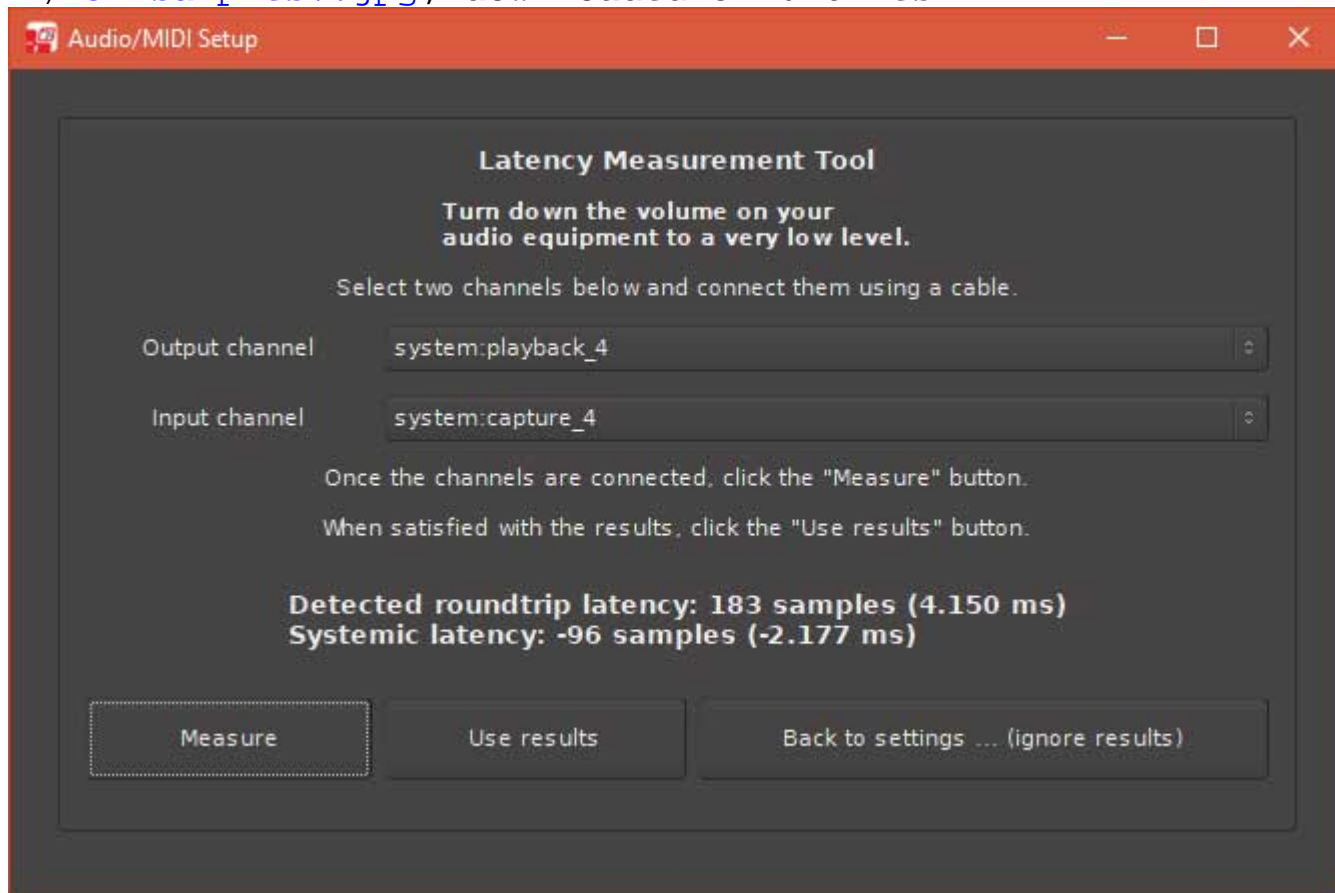 Audio/MIDI Setup
Latency Measurement Tool
Turn down the volume on your
audio equipment to a very low level.
Select two channels below and connect them using a cable.
Output channel system:playback_4
Input channel system:capture_4
Once the channels are connected, click the "Measure" button.
When satisfied with the results, click the "Use results" button.
Detected roundtrip latency: 183 samples (4.150 ms)
Systemic latency: -96 samples (-2.177 ms)
Measure Use results Back to settings ... (ignore results)